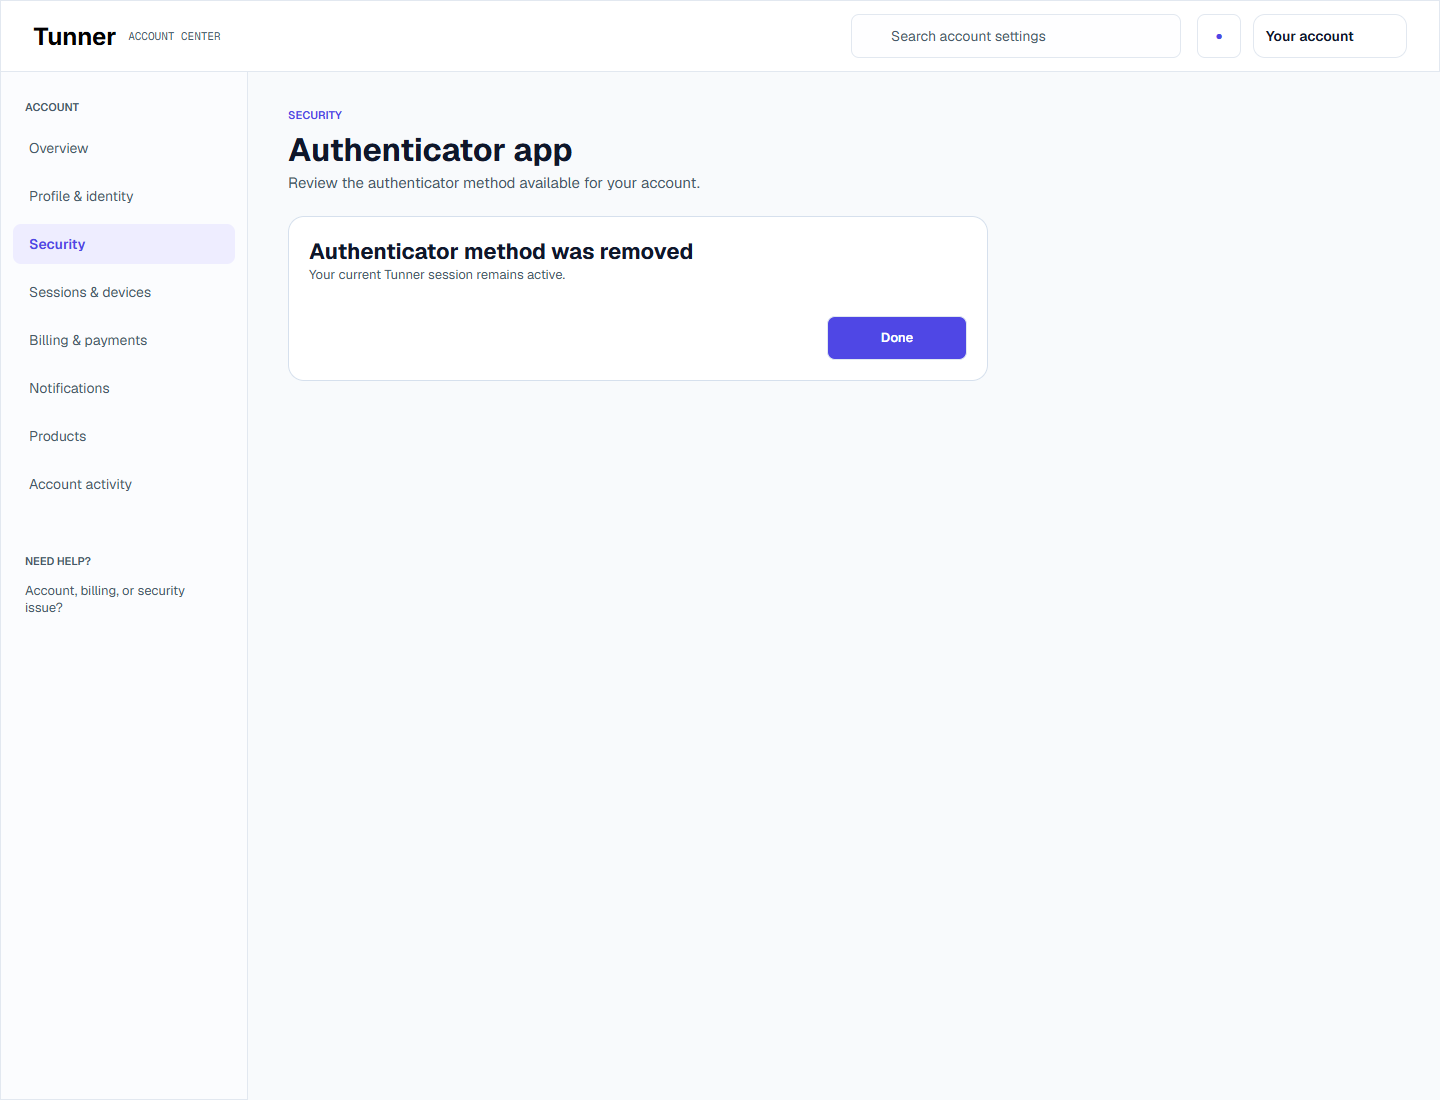 Tunner ACCOUNT CENTER
Search account settings
Your account
ACCOUNT
Overview
Profile & identity
Security
Sessions & devices
Billing & payments
Notifications
Products
Account activity
NEED HELP?
Account, billing, or security
issue?
SECURITY
Authenticator app
Review the authenticator method available for your account.
Authenticator method was removed
Your current Tunner session remains active.
Done